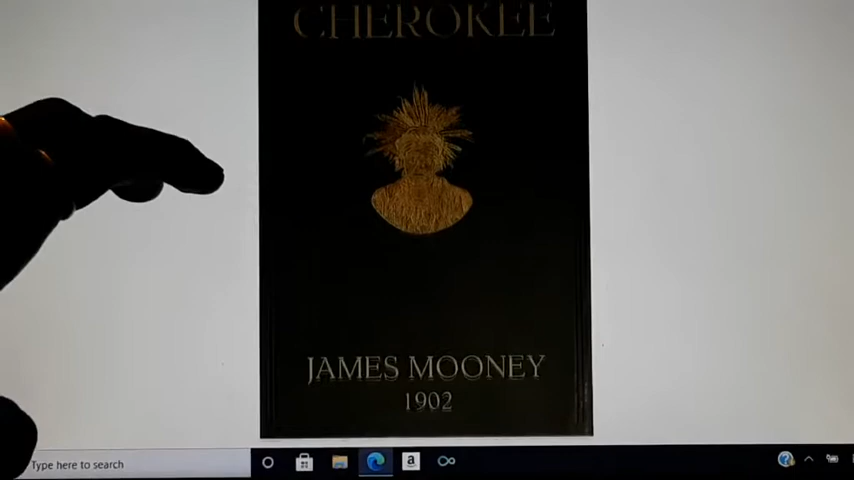 CHEROKEE
JAMES MOONEY
1902
Type here to search
a